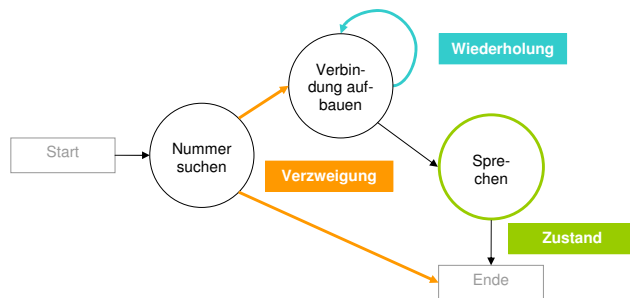 Wiederholung
Verbin-
dung auf-
bauen
Start
Nummer
suchen
Verzweigung
Spre-
chen
Zustand
Ende